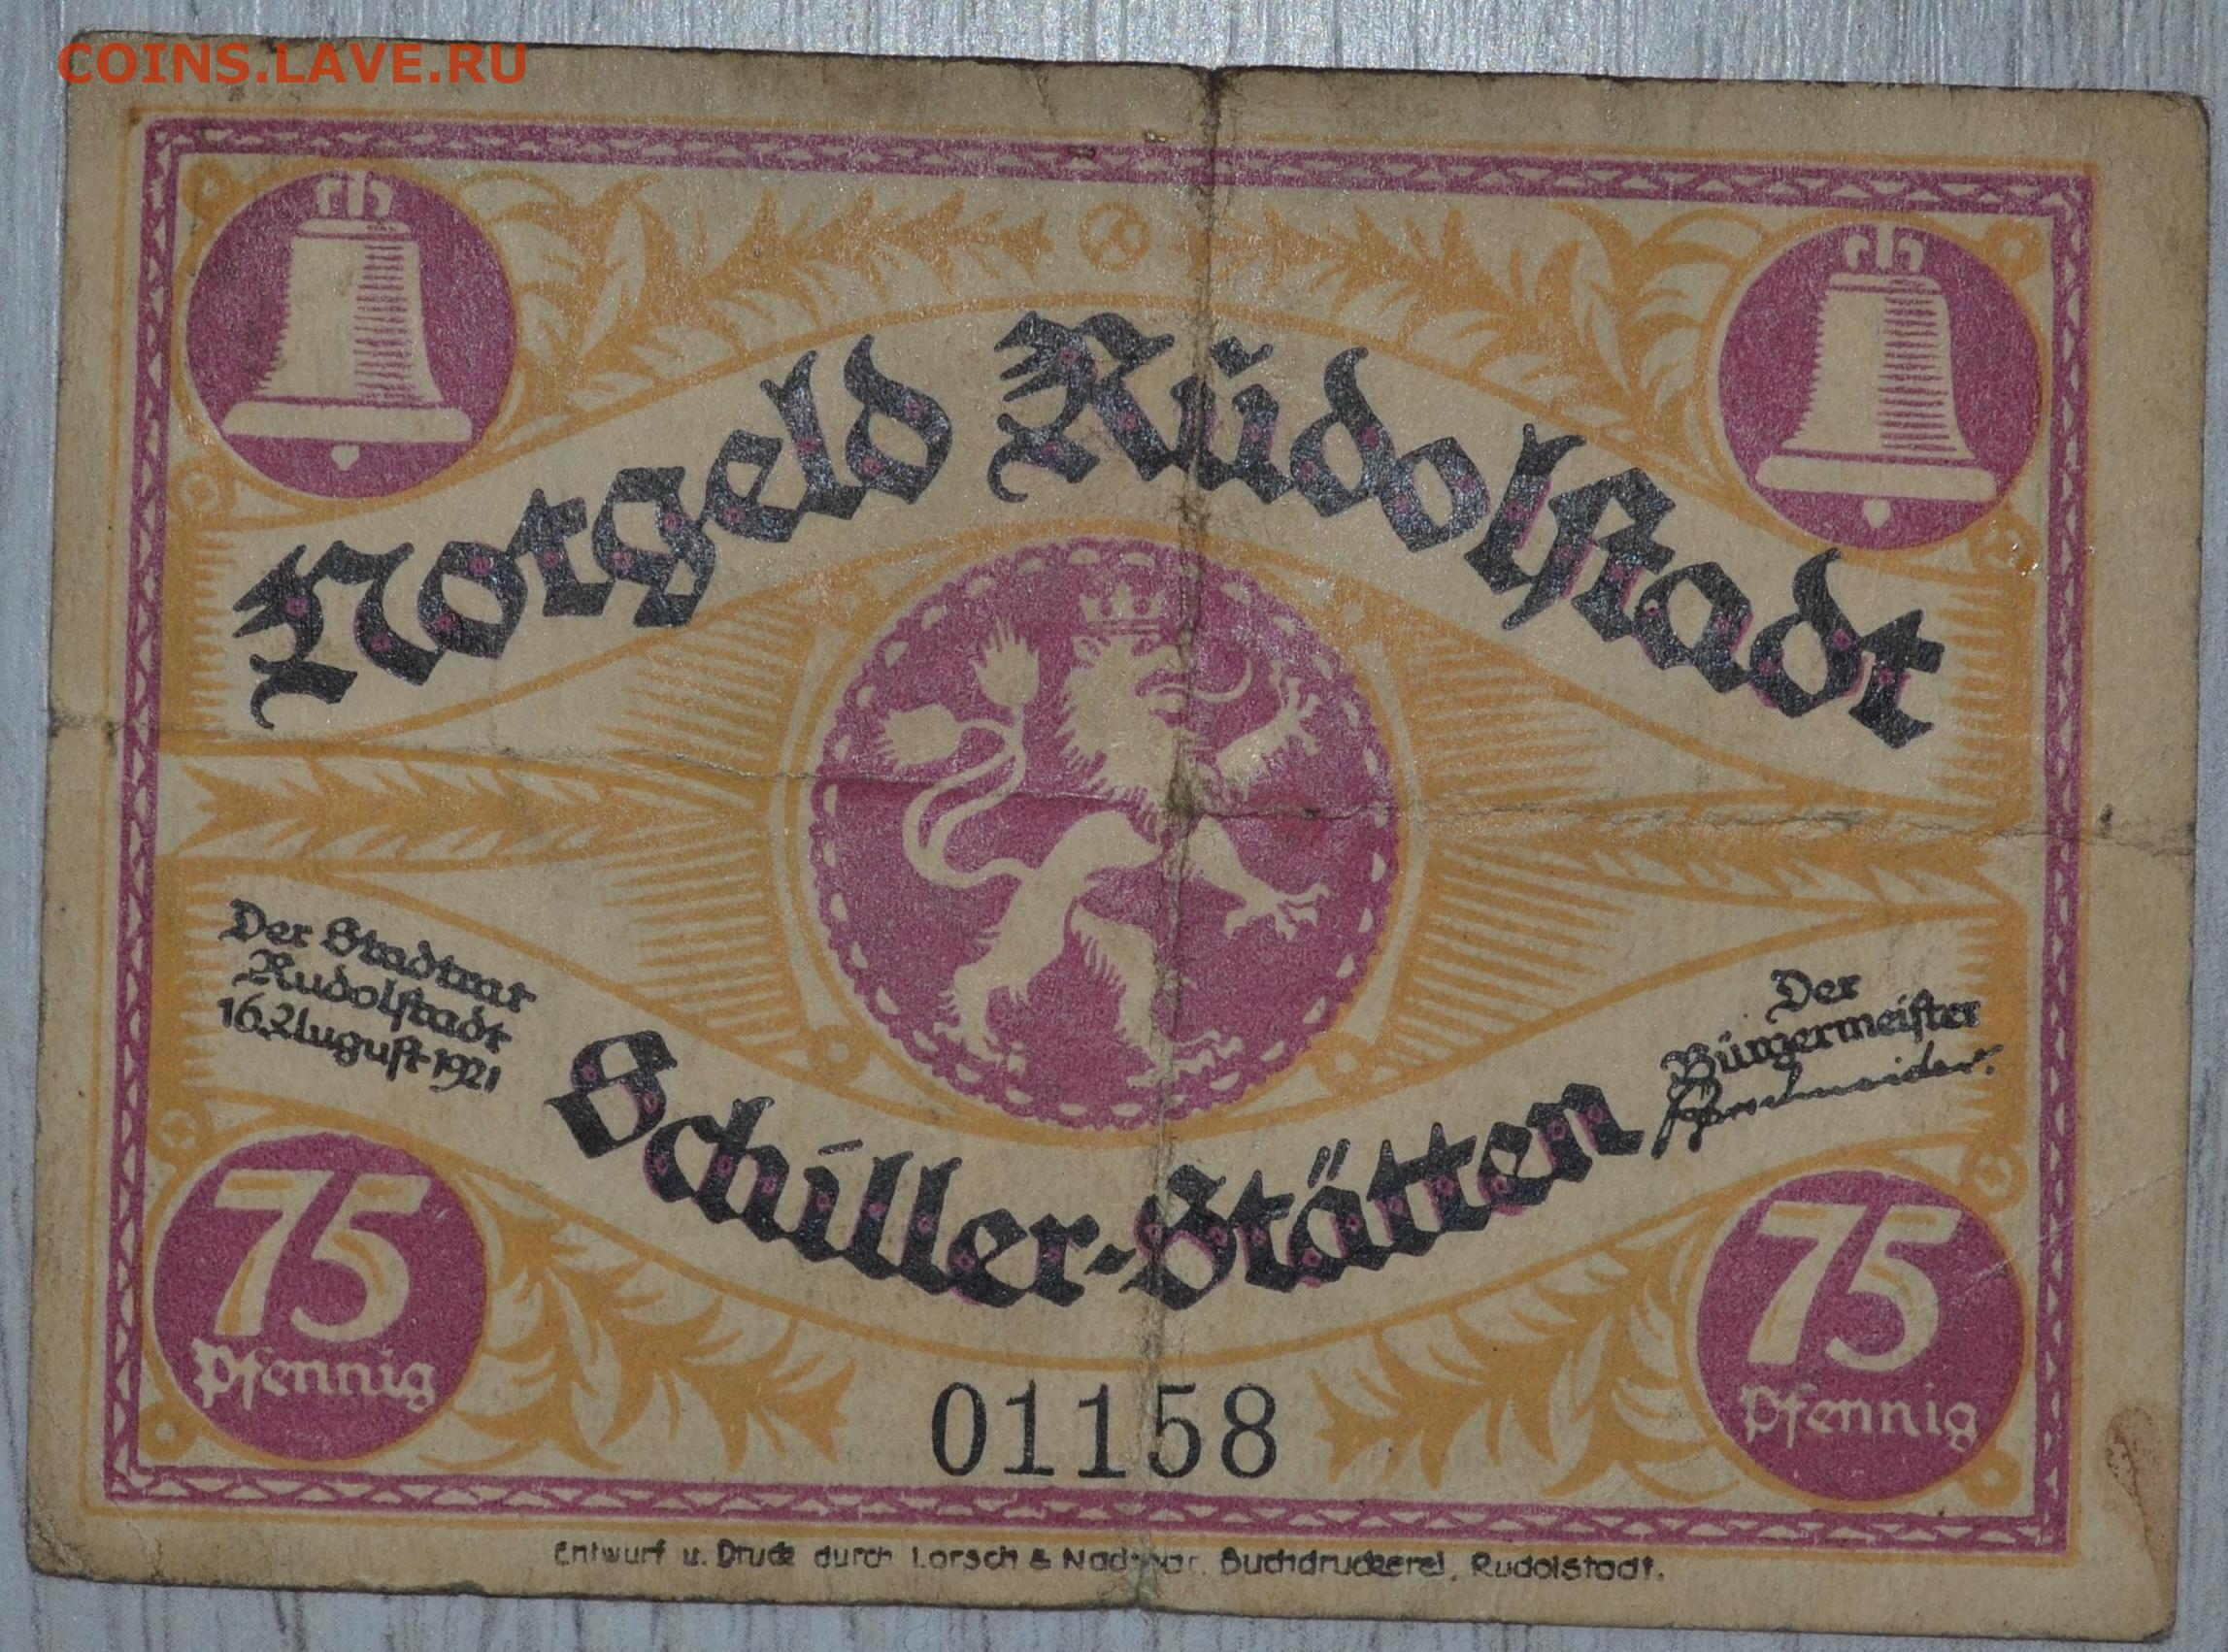 COINS.LAVE.RU
Notgeld Rudolstadt
Der Stadtrat
Rudolstadt
16. August 1921
Schiller-Stätten
Der
Bürgermeister
75
Pfennig
75
Pfennig
01158
Entwurf u. Druck durch Lorsch & Buchdruckerei, Rudolstadt.